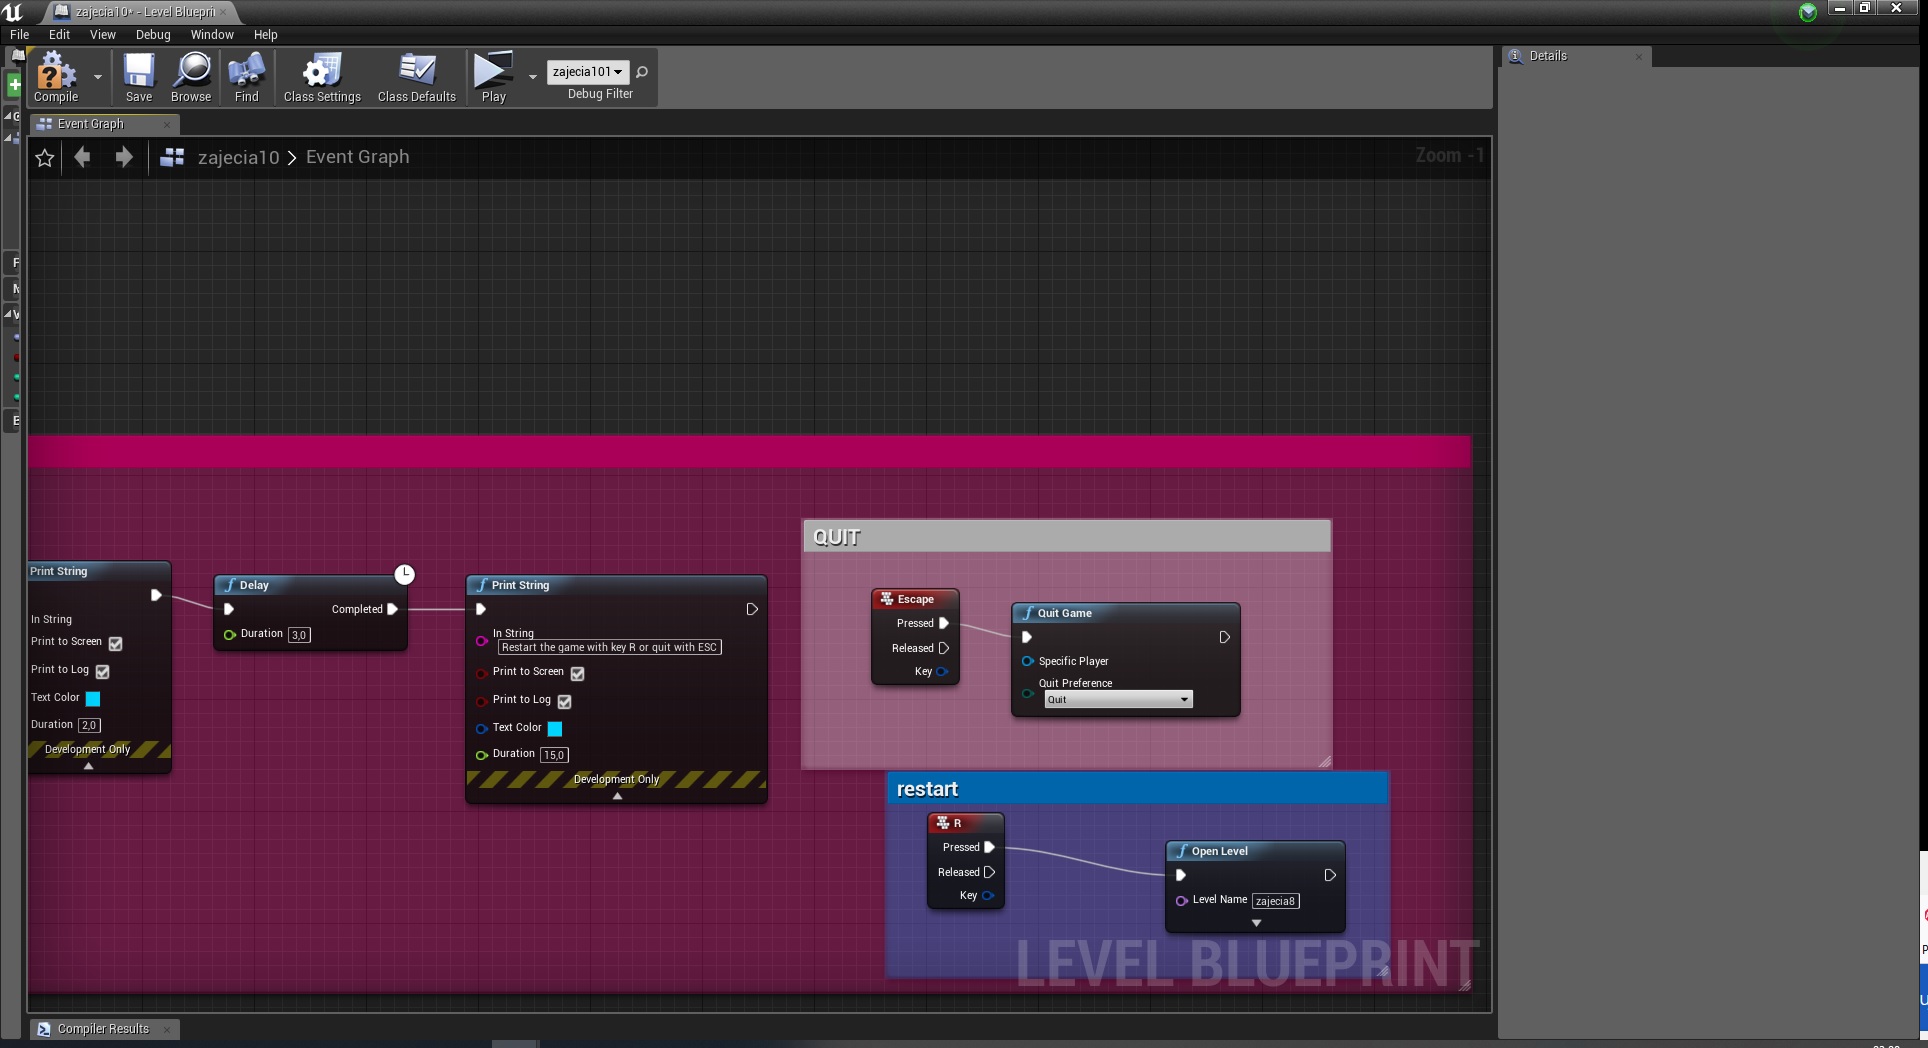 zajecia10* - Level Blueprin
File Edit View Debug Window Help
Compile
Save
Browse
Find
Class Settings
Class Defaults
Play
zajecia101
Debug Filter
Details
Event Graph
zajecia10 > Event Graph
Zoom -1
Print String
In String
Print to Screen
Print to Log
Text Color
Duration 2,0
Development Only
Delay
Completed
Duration 3,0
Print String
In String
Restart the game with key R or quit with ESC
Print to Screen
Print to Log
Text Color
Duration 15,0
Development Only
QUIT
Escape
Pressed
Released
Key
Quit Game
Specific Player
Quit Preference
Quit
restart
R
Pressed
Released
Key
Open Level
Level Name zajecia8
LEVEL BLUEPRINT
Compiler Results